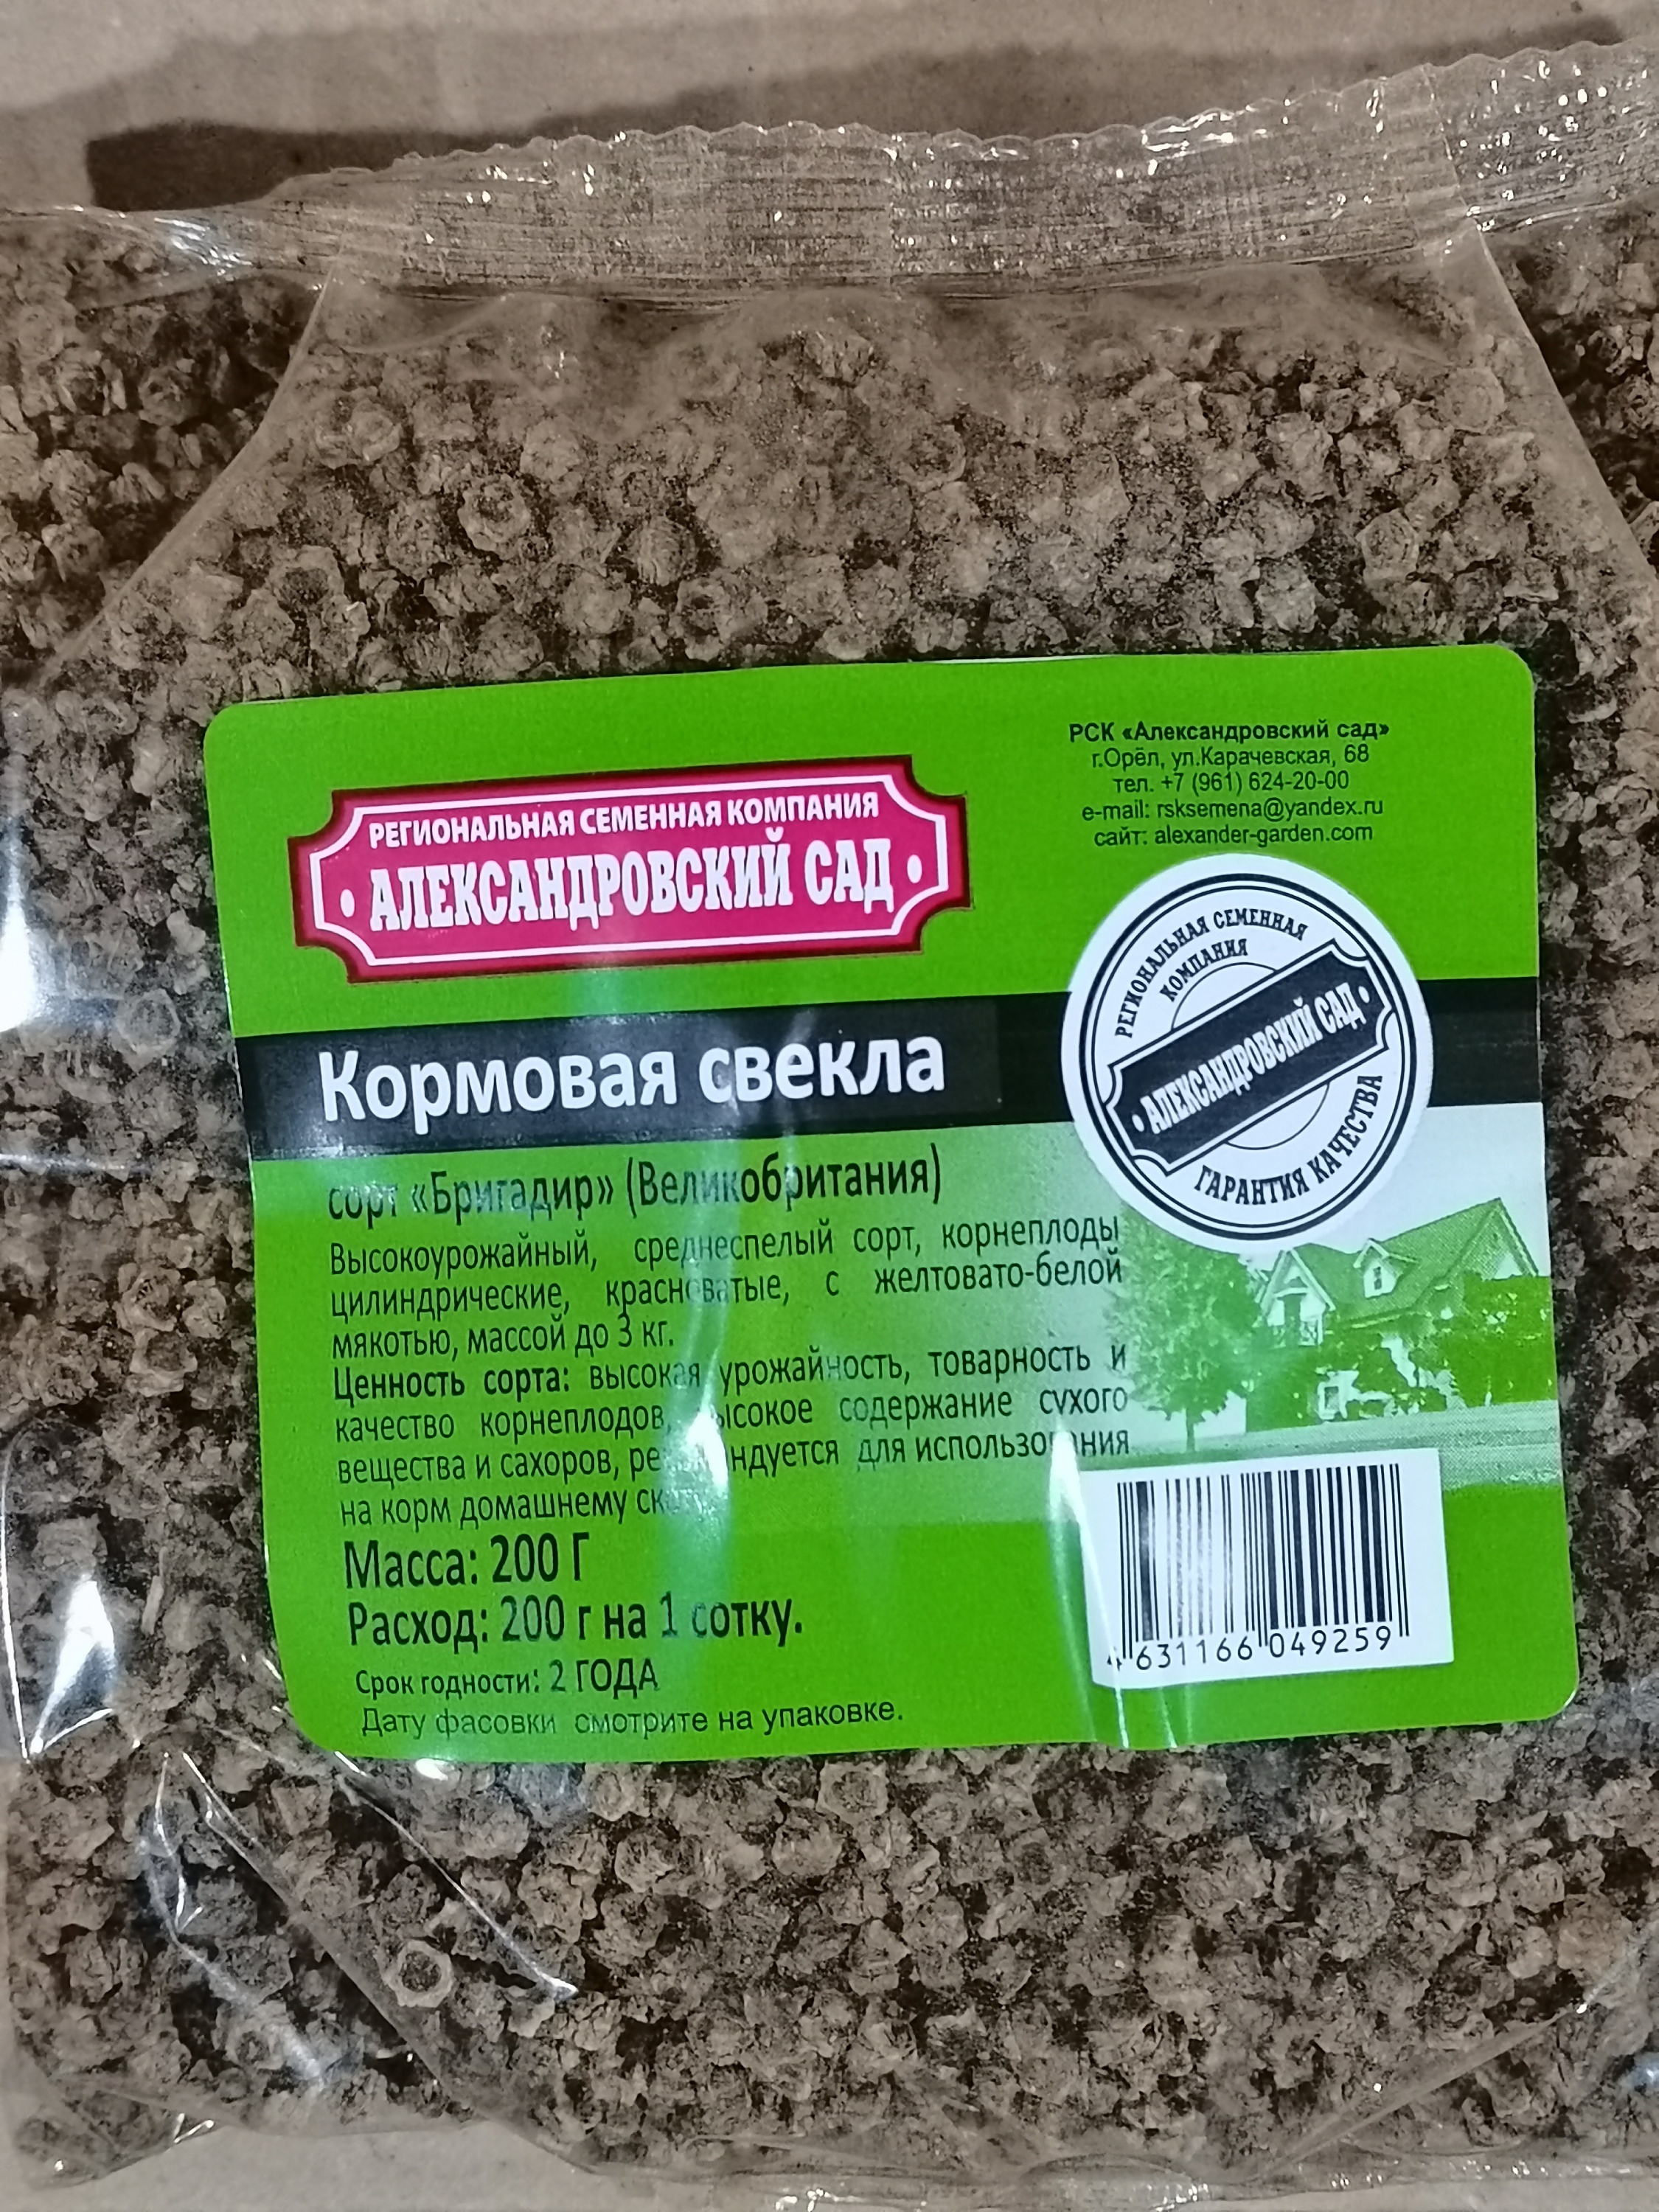 РСК «Александровский сад»
г.Орёл, ул.Карачевская, 68
тел. +7 (961) 624-20-00
e-mail: rsksemena@yandex.ru
сайт: alexander-garden.com
РЕГИОНАЛЬНАЯ СЕМЕННАЯ КОМПАНИЯ
• АЛЕКСАНДРОВСКИЙ САД •
РЕГИОНАЛЬНАЯ СЕМЕННАЯ
КОМПАНИЯ
• АЛЕКСАНДРОВСКИЙ САД •
ГАРАНТИЯ КАЧЕСТВА
Кормовая свекла
сорт «Бригадир» (Великобритания)
Высокоурожайный, среднеспелый сорт, корнеплоды
цилиндрические, красноватые, с желтовато-белой
мякотью, массой до 3 кг.
Ценность сорта: высокая урожайность, товарность и
качество корнеплодов, высокое содержание сухого
вещества и сахоров, рекомендуется для использования
на корм домашнему
Масса: 200 Г
Расход: 200 г на 1 сотку.
Срок годности: 2 ГОДА
Дату фасовки смотрите на упаковке.
4 631166 049259